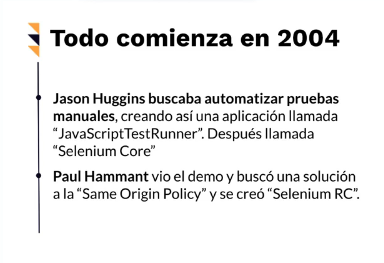 Todo comienza en 2004
Jason Huggins buscaba automatizar pruebas
manuales, creando así una aplicación llamada
“JavaScriptTestRunner”. Después llamada
“Selenium Core”
Paul Hammant vio el demo y buscó una solución
a la “Same Origin Policy” y se creó “Selenium RC”.